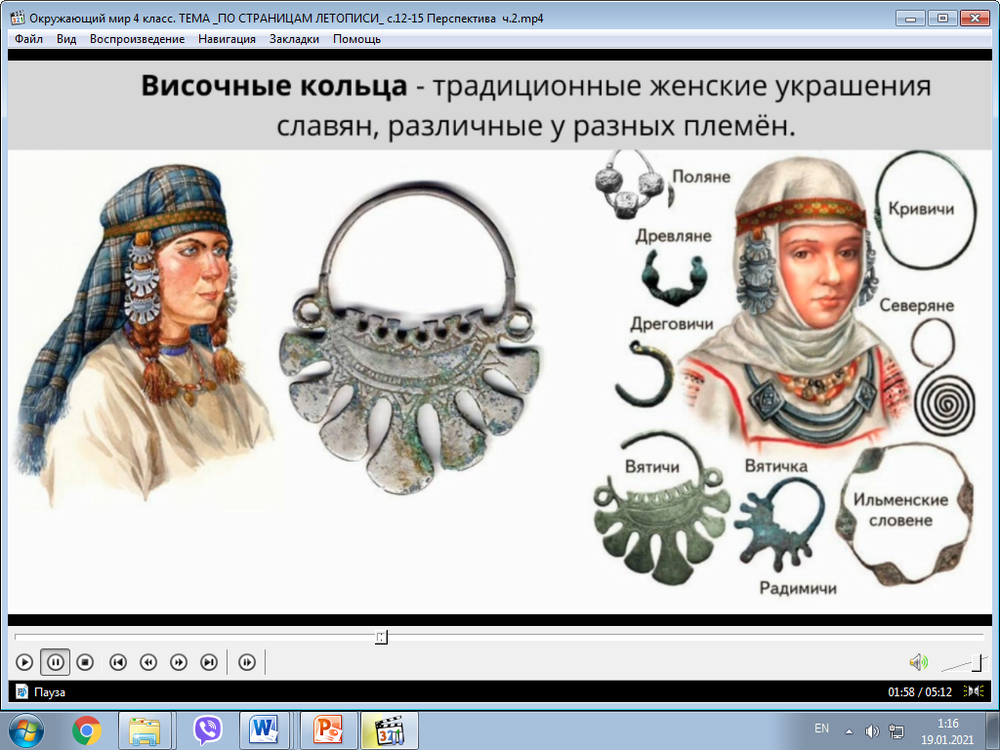 Окружающий мир 4 класс. ТЕМА _ПО СТРАНИЦАМ ЛЕТОПИСИ_ с.12-15 Перспектива ч.2.mp4
Файл Вид Воспроизведение Навигация Закладки Помощь
Височные кольца - традиционные женские украшения
славян, различные у разных племён.
Поляне
Кривичи
Древляне
Северяне
Дреговичи
Вятичи
Вятичка
Ильменские
словене
Радимичи
Пауза
01:58 / 05:12
EN
1:16
19.01.2021